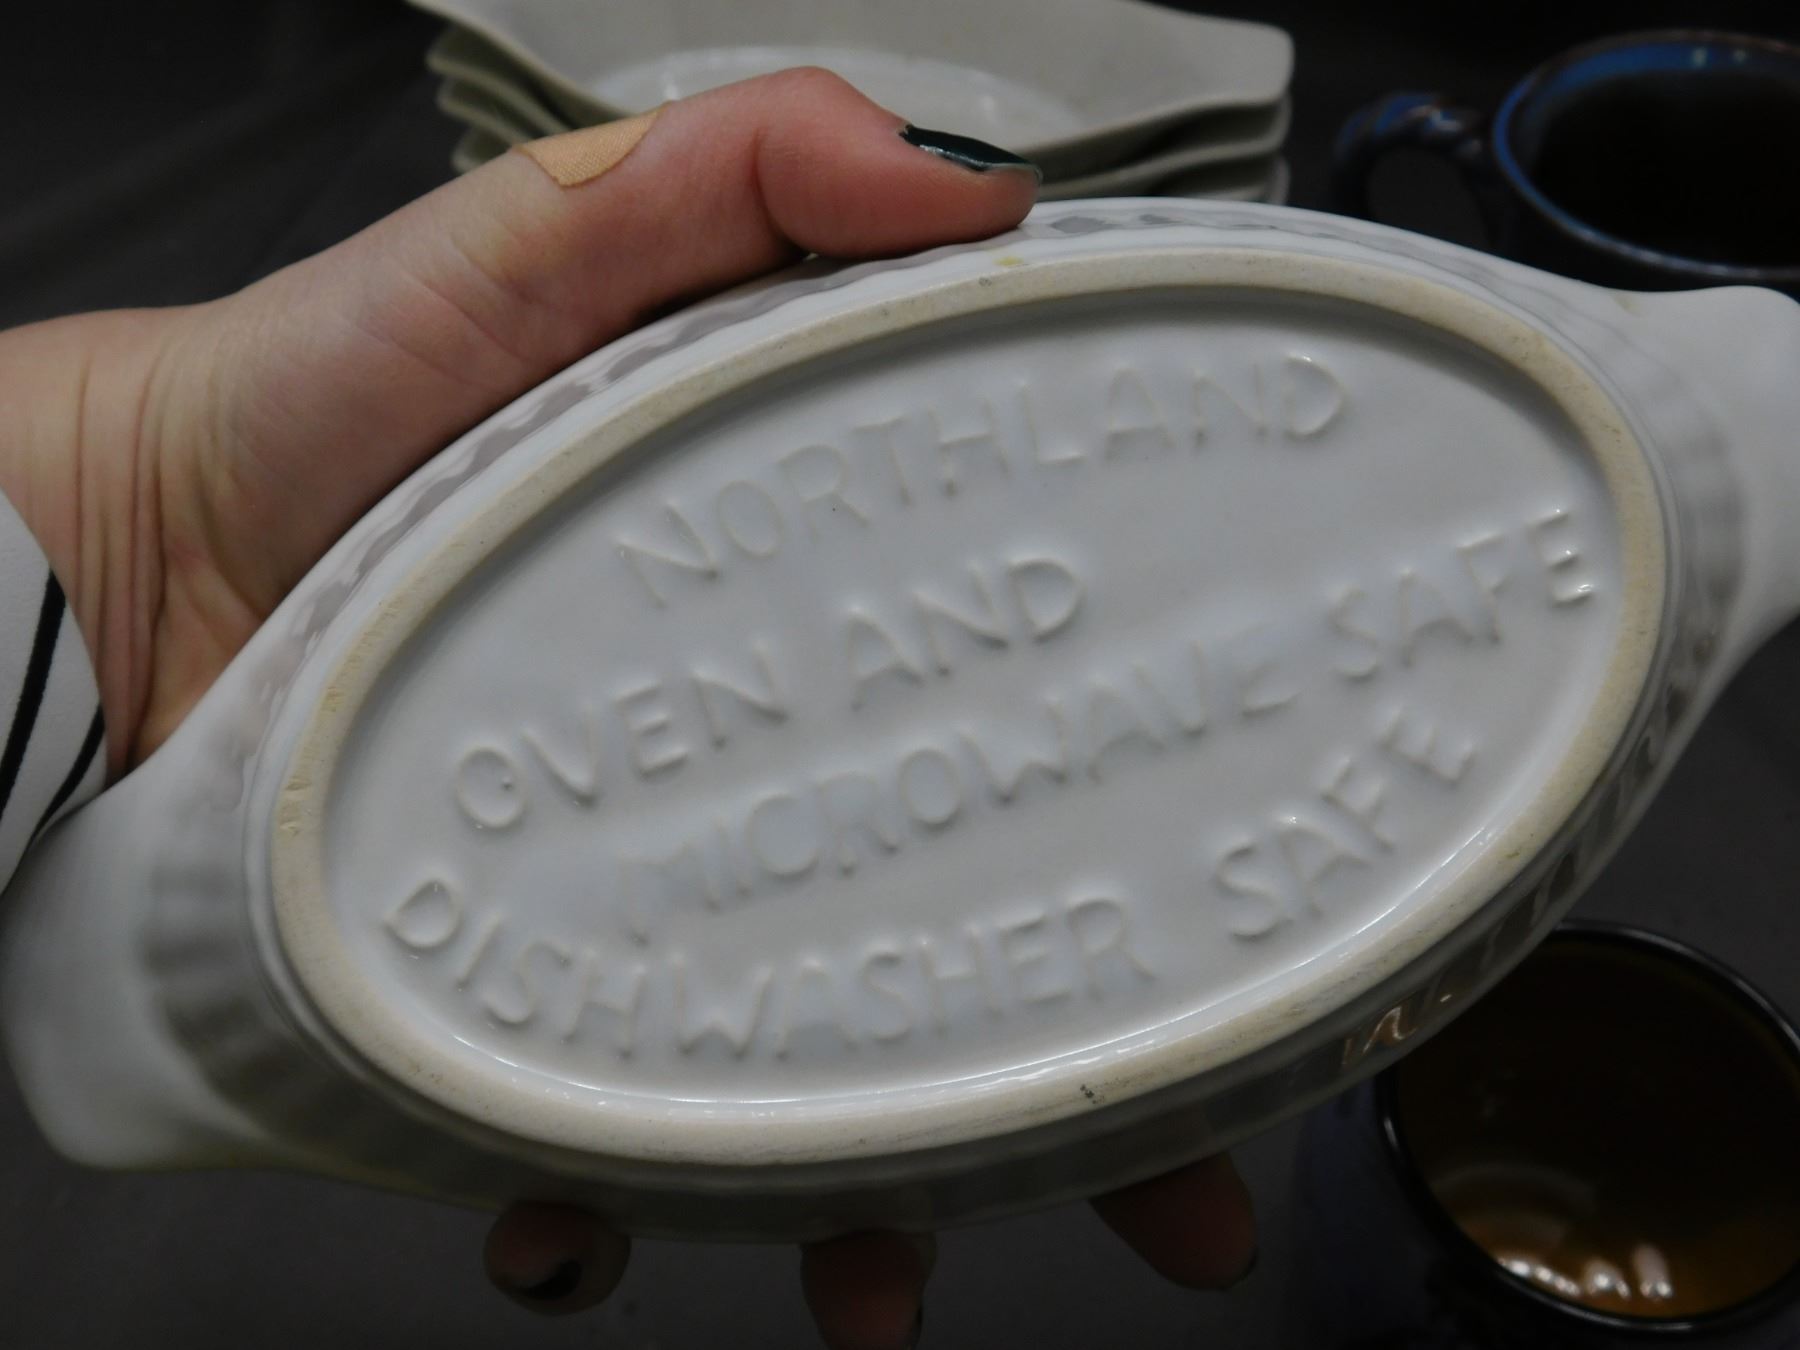 NORTHLAND
OVEN AND
MICROWAVE SAFE
DISHWASHER SAFE